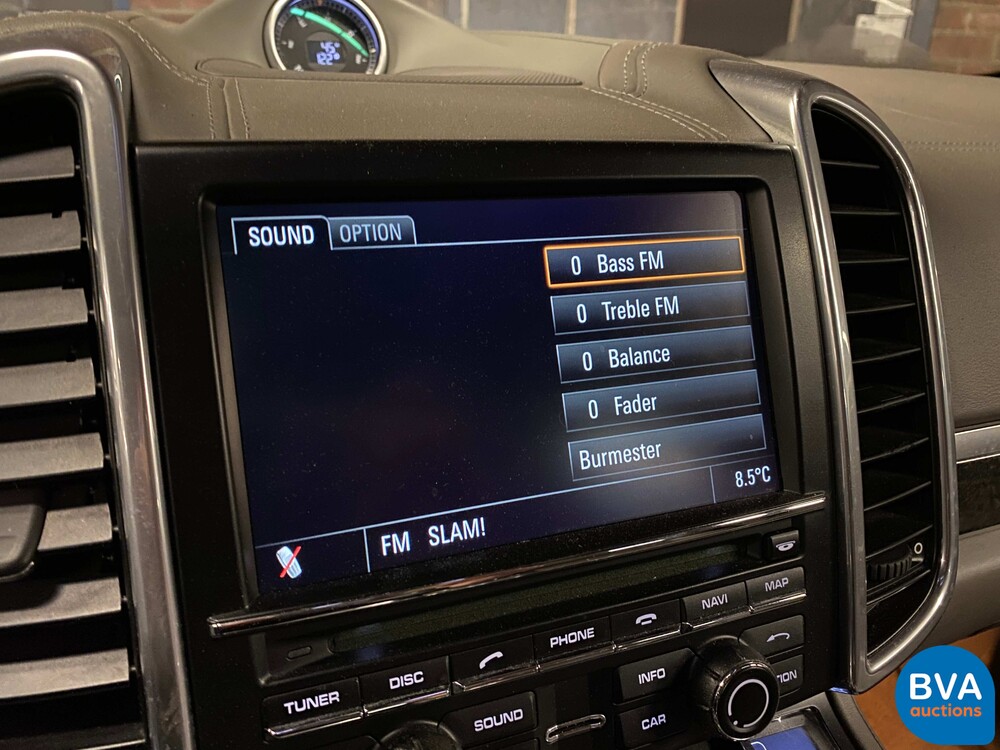 SOUND OPTION
0 Bass FM
0 Treble FM
0 Balance
0 Fader
Burmester
8.5°C
FM SLAM!
MAP
NAVI
PHONE
DISC
TUNER
INFO
SOUND
CAR
BVA
auctions